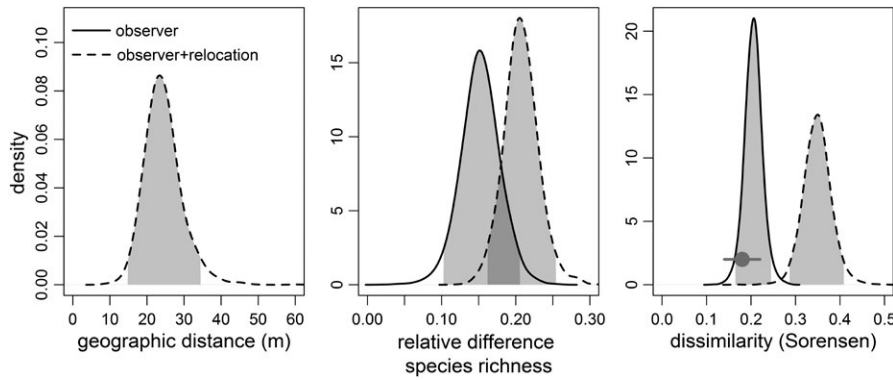 observer
observer+relocation
density
0.00 0.02 0.04 0.06 0.08 0.10
0 10 20 30 40 50 60
geographic distance (m)
0 5 10 15
0.00 0.10 0.20 0.30
relative difference
species richness
0 5 10 15 20
0.0 0.1 0.2 0.3 0.4 0.5
dissimilarity (Sorensen)